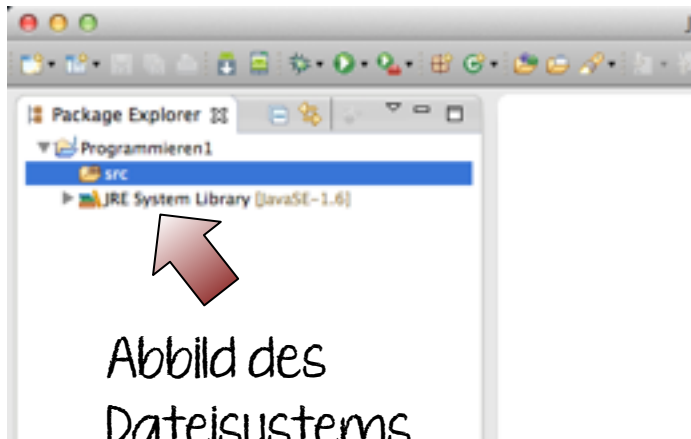 Package Explorer
Programmieren1
src
JRE System Library [JavaSE-1.6]
Abbild des
Dateisystems